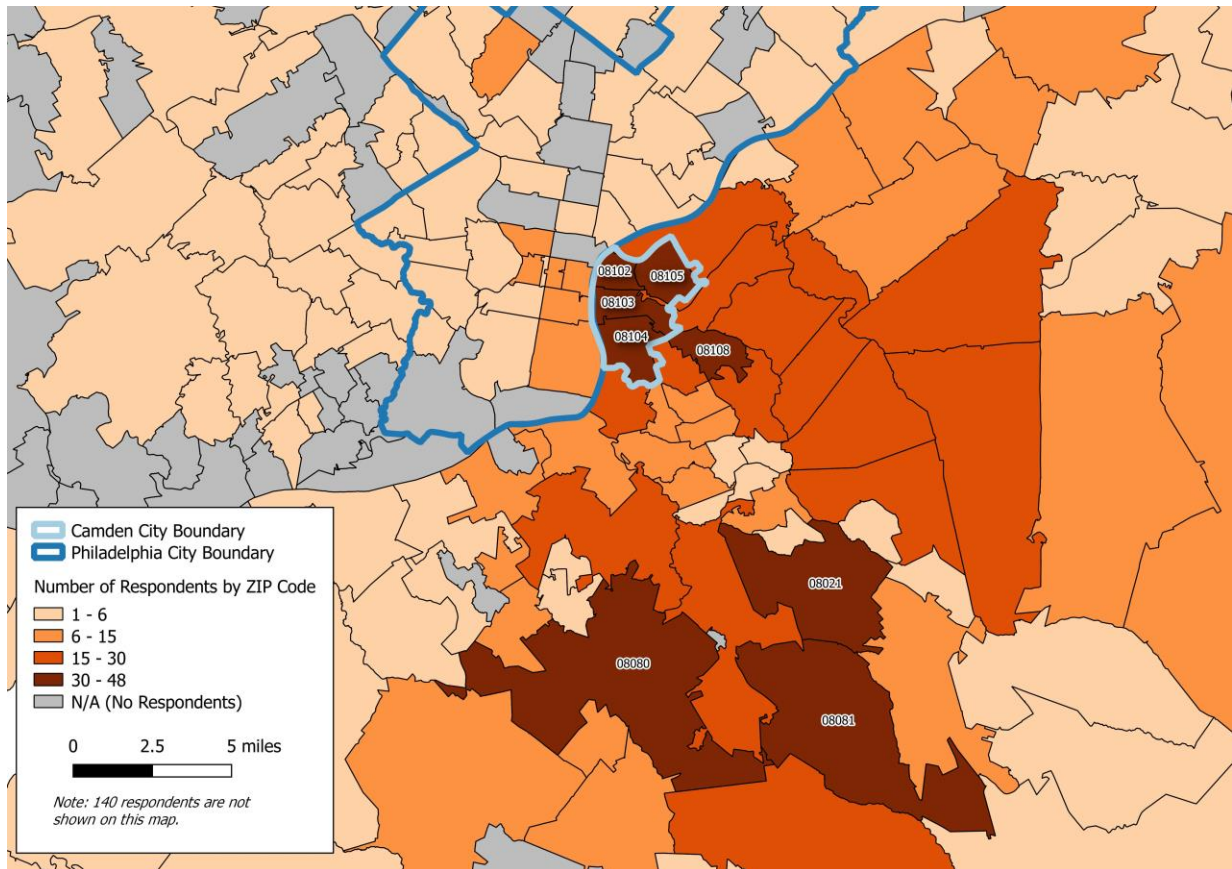 08102
08105
08103
08104
08108
08021
08080
08081
Camden City Boundary
Philadelphia City Boundary
Number of Respondents by ZIP Code
1 - 6
6 - 15
15 - 30
30 - 48
N/A (No Respondents)
0 2.5 5 miles
Note: 140 respondents are not
shown on this map.